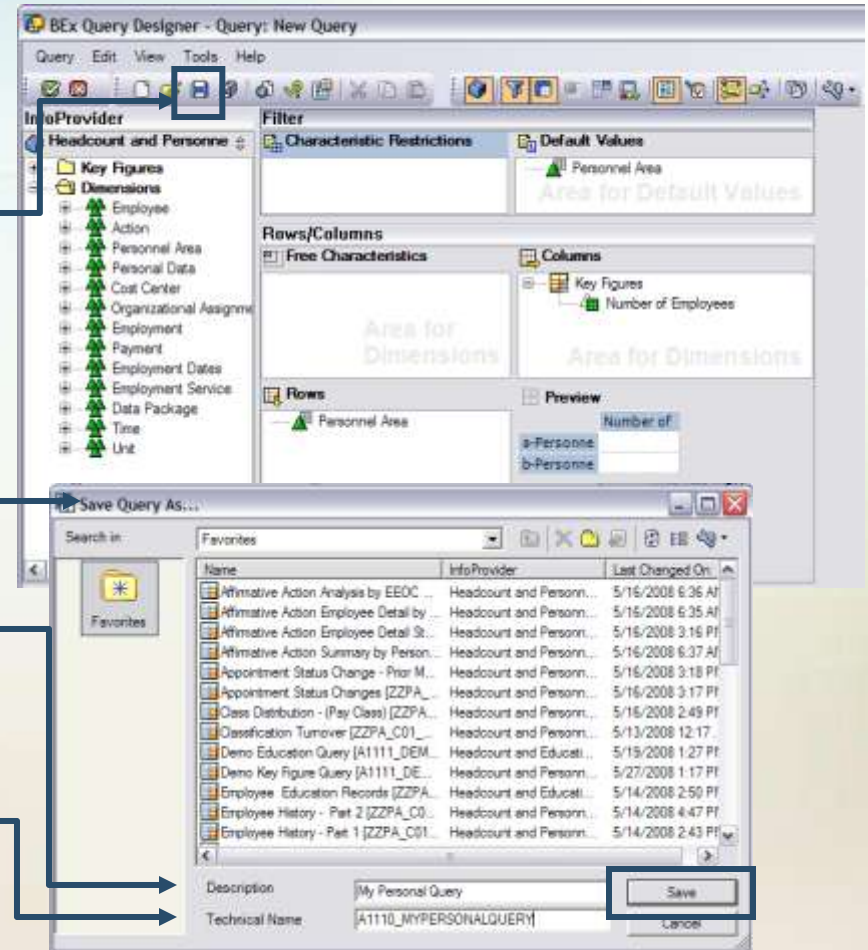 BEx Query Designer - Query: New Query
Query Edit View Tools Help
InfoProvider
Headcount and Personne
Key Figures
Dimensions
Employee
Action
Personnel Area
Personal Data
Cost Center
Organizational Assignme
Employment
Payment
Employment Dates
Employment Service
Data Package
Time
Unit
Filter
Characteristic Restrictions
Default Values
Personnel Area
Area for Default Values
Rows/Columns
Free Characteristics
Area for
Dimensions
Columns
Key Figures
Number of Employees
Area for Dimensions
Rows
Personnel Area
Preview
Number of
a-Personne
b-Personne
Save Query As...
Search in
Favorites
Favorites
Name InfoProvider Last Changed On
Affirmative Action Analysis by EEOC ... Headcount and Personn... 5/16/2008 6:36 AM
Affirmative Action Employee Detail by ... Headcount and Personn... 5/16/2008 6:35 AM
Affirmative Action Employee Detail St... Headcount and Personn... 5/16/2008 3:16 PM
Affirmative Action Summary by Person... Headcount and Personn... 5/16/2008 6:37 AM
Appointment Status Change - Prior M... Headcount and Personn... 5/16/2008 3:18 PM
Appointment Status Changes [ZZPA_... Headcount and Personn... 5/16/2008 3:17 PM
Class Distribution - (Pay Class) [ZZPA... Headcount and Personn... 5/16/2008 2:49 PM
Classification Turnover [ZZPA_C01_... Headcount and Personn... 5/13/2008 12:17...
Demo Education Query [A1111_DEM... Headcount and Educati... 5/19/2008 1:27 PM
Demo Key Figure Query [A1111_DE... Headcount and Personn... 5/27/2008 1:17 PM
Employee Education Records [ZZPA... Headcount and Educati... 5/14/2008 2:50 PM
Employee History - Part 2 [ZZPA_C0... Headcount and Personn... 5/14/2008 4:47 PM
Employee History - Part 1 [ZZPA_C01... Headcount and Personn... 5/14/2008 2:43 PM
Description My Personal Query Save
Technical Name A1110_MYPERSONALQUERY Cancel